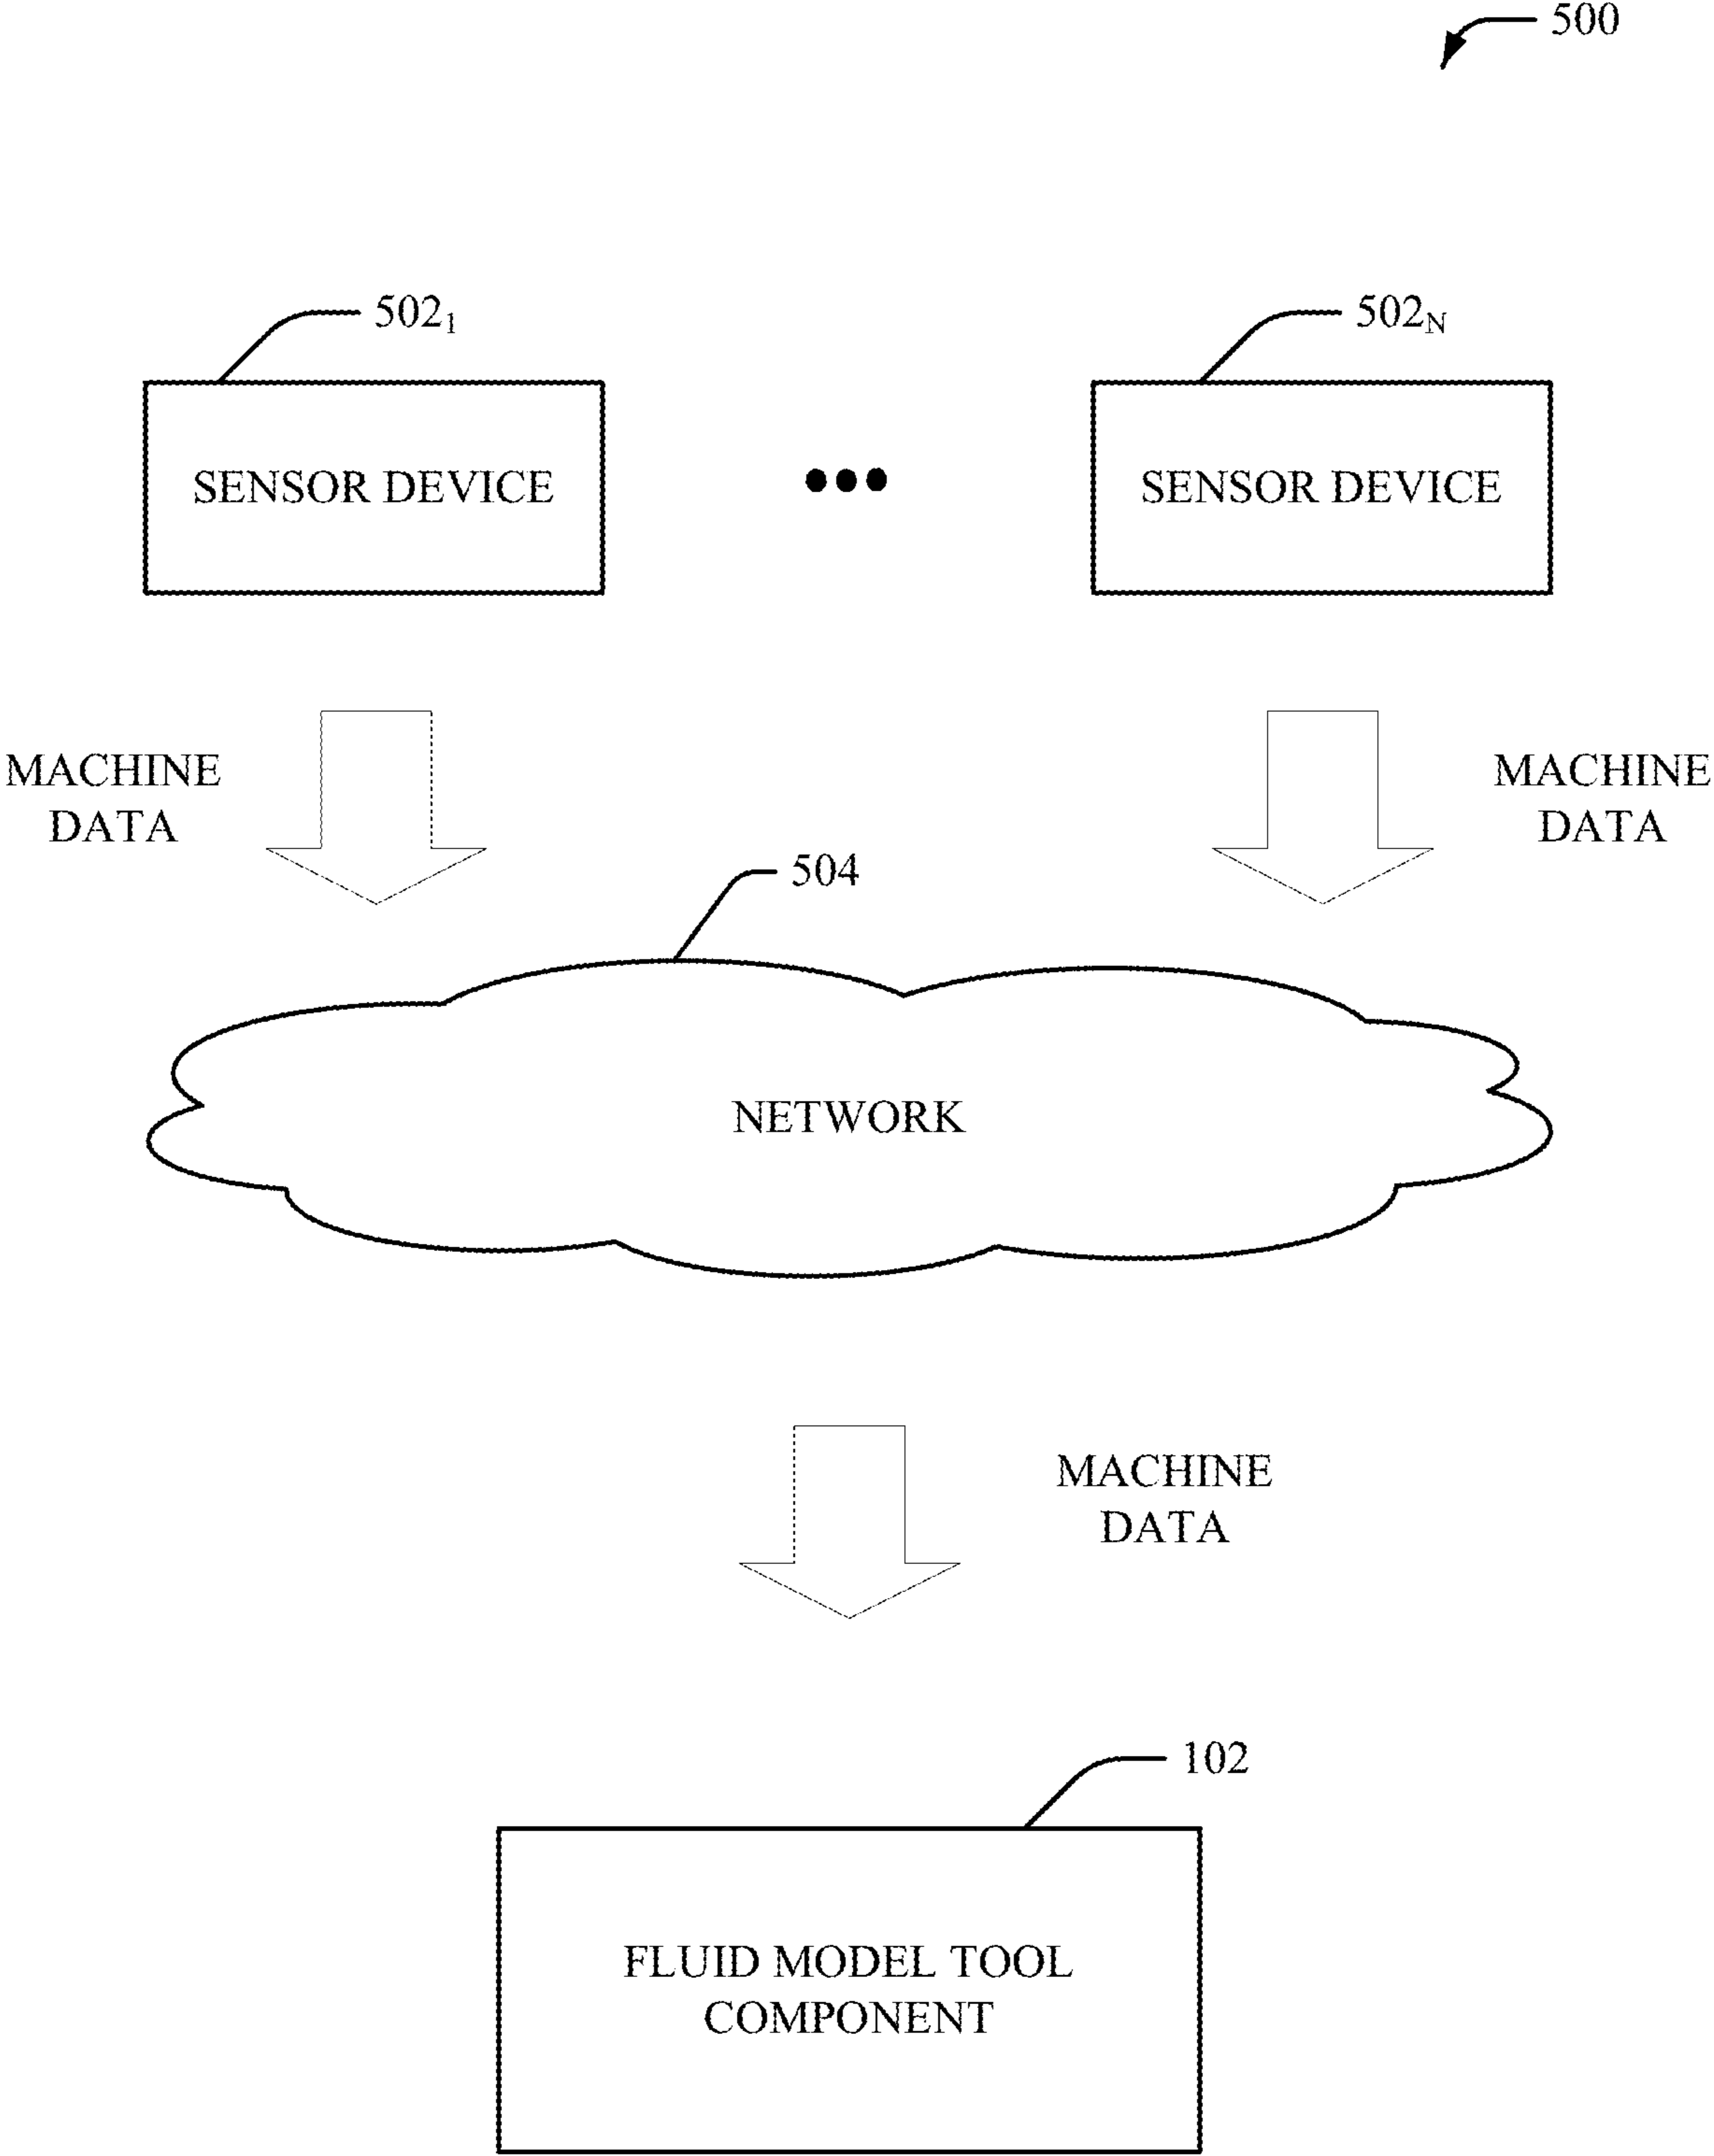 500
502₁
502N
SENSOR DEVICE
SENSOR DEVICE
MACHINE
DATA
MACHINE
DATA
504
NETWORK
MACHINE
DATA
102
FLUID MODEL TOOL
COMPONENT